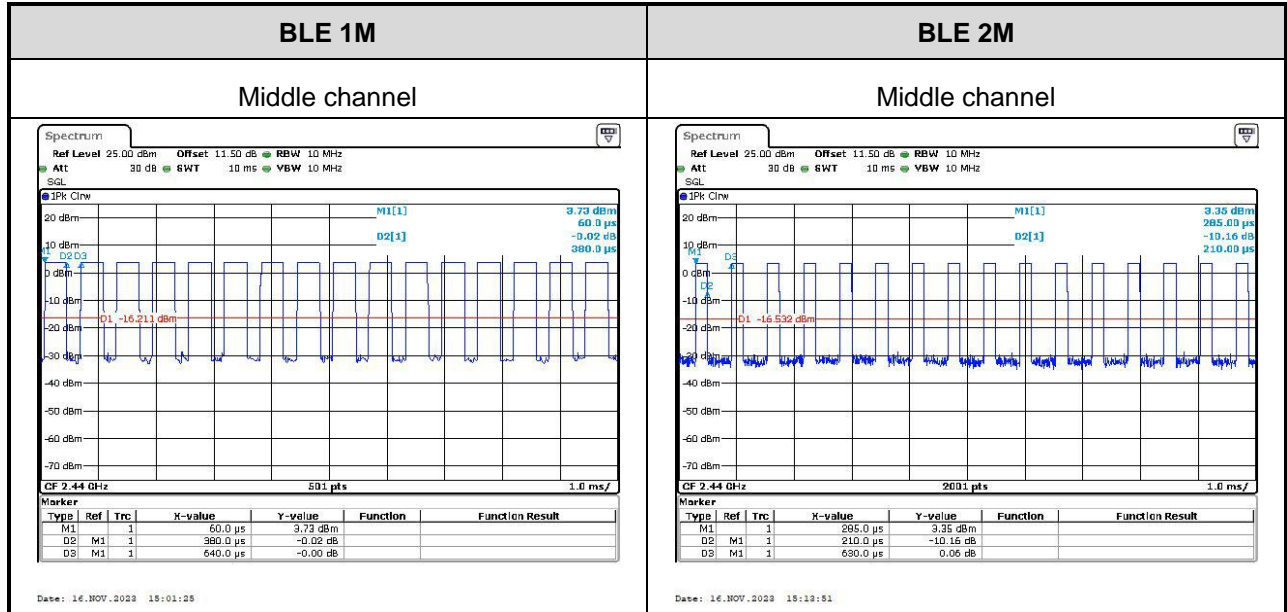 BLE 1M
BLE 2M
Middle channel
Middle channel
Spectrum
Ref Level 25.00 dBm Offset 11.50 dB RBW 10 MHz
Att 30 dB SWT 10 ms VBW 10 MHz
SGL
1Pk Clrw
M1[1] 3.73 dBm
60.0 µs
D2[1] -0.02 dB
380.0 µs
20 dBm
10 dBm
M1 D2 D3
0 dBm
-10 dBm
D1 -16.211 dBm
-20 dBm
-30 dBm
-40 dBm
-50 dBm
-60 dBm
-70 dBm
CF 2.44 GHz 501 pts 1.0 ms/
Marker
Type Ref Trc X-value Y-value Function Function Result
M1 1 60.0 µs 3.73 dBm
D2 M1 1 380.0 µs -0.02 dB
D3 M1 1 640.0 µs -0.00 dB
Date: 16.NOV.2023 15:01:25
Spectrum
Ref Level 25.00 dBm Offset 11.50 dB RBW 10 MHz
Att 30 dB SWT 10 ms VBW 10 MHz
SGL
1Pk Clrw
M1[1] 3.35 dBm
285.00 µs
D2[1] -10.16 dB
210.00 µs
20 dBm
10 dBm
M1 D3
0 dBm
D2
-10 dBm
D1 -16.532 dBm
-20 dBm
-30 dBm
-40 dBm
-50 dBm
-60 dBm
-70 dBm
CF 2.44 GHz 2001 pts 1.0 ms/
Marker
Type Ref Trc X-value Y-value Function Function Result
M1 1 285.0 µs 3.35 dBm
D2 M1 1 210.0 µs -10.16 dB
D3 M1 1 630.0 µs 0.06 dB
Date: 16.NOV.2023 15:13:51